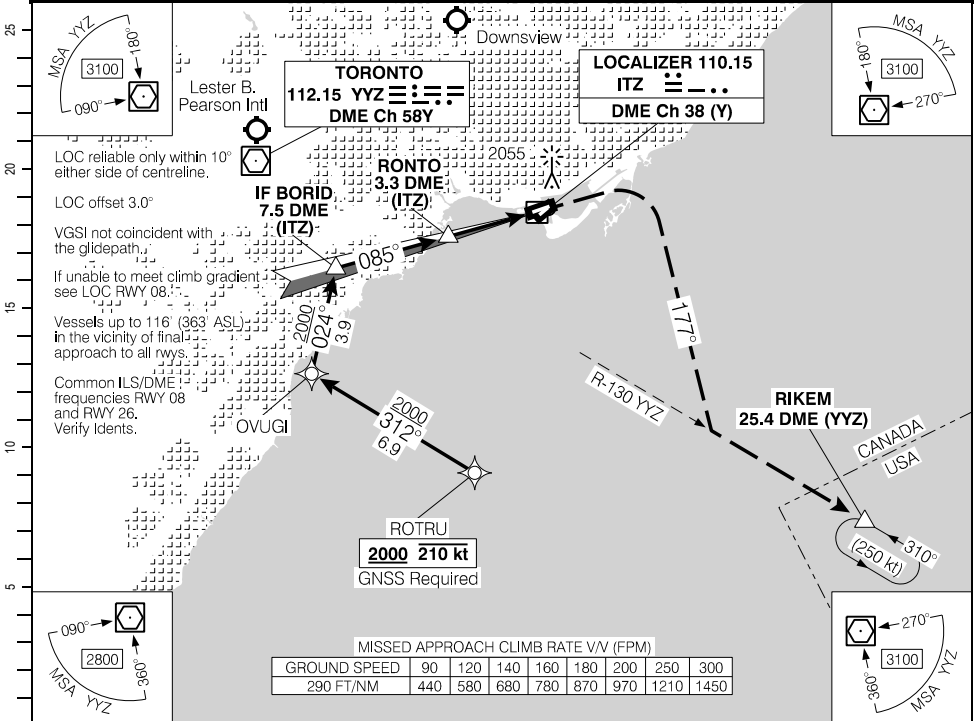 25
20
15
10
5
MSA YYZ
180°
3100
090°
Lester B.
Pearson Intl
TORONTO
112.15 YYZ
DME Ch 58Y
Downsview
LOCALIZER 110.15
ITZ
DME Ch 38 (Y)
MSA YYZ
180°
3100
270°
LOC reliable only within 10°
either side of centreline.
LOC offset 3.0°
VGSI not coincident with
the glidepath.
If unable to meet climb gradient
see LOC RWY 08.
Vessels up to 116' (363' ASL)
in the vicinity of final
approach to all rwys.
Common ILS/DME
frequencies RWY 08
and RWY 26.
Verify Idents.
IF BORID
7.5 DME
(ITZ)
RONTO
3.3 DME
(ITZ)
2055
085°
2000
024°
3.9
OVUGI
2000
312°
6.9
ROTRU
2000 210 kt
GNSS Required
177°
R-130 YYZ
RIKEM
25.4 DME (YYZ)
CANADA
USA
310°
(250 kt)
090°
2800
360°
MSA YYZ
MISSED APPROACH CLIMB RATE V/V (FPM)
GROUND SPEED 90 120 140 160 180 200 250 300
290 FT/NM 440 580 680 780 870 970 1210 1450
270°
3100
360°
MSA YYZ